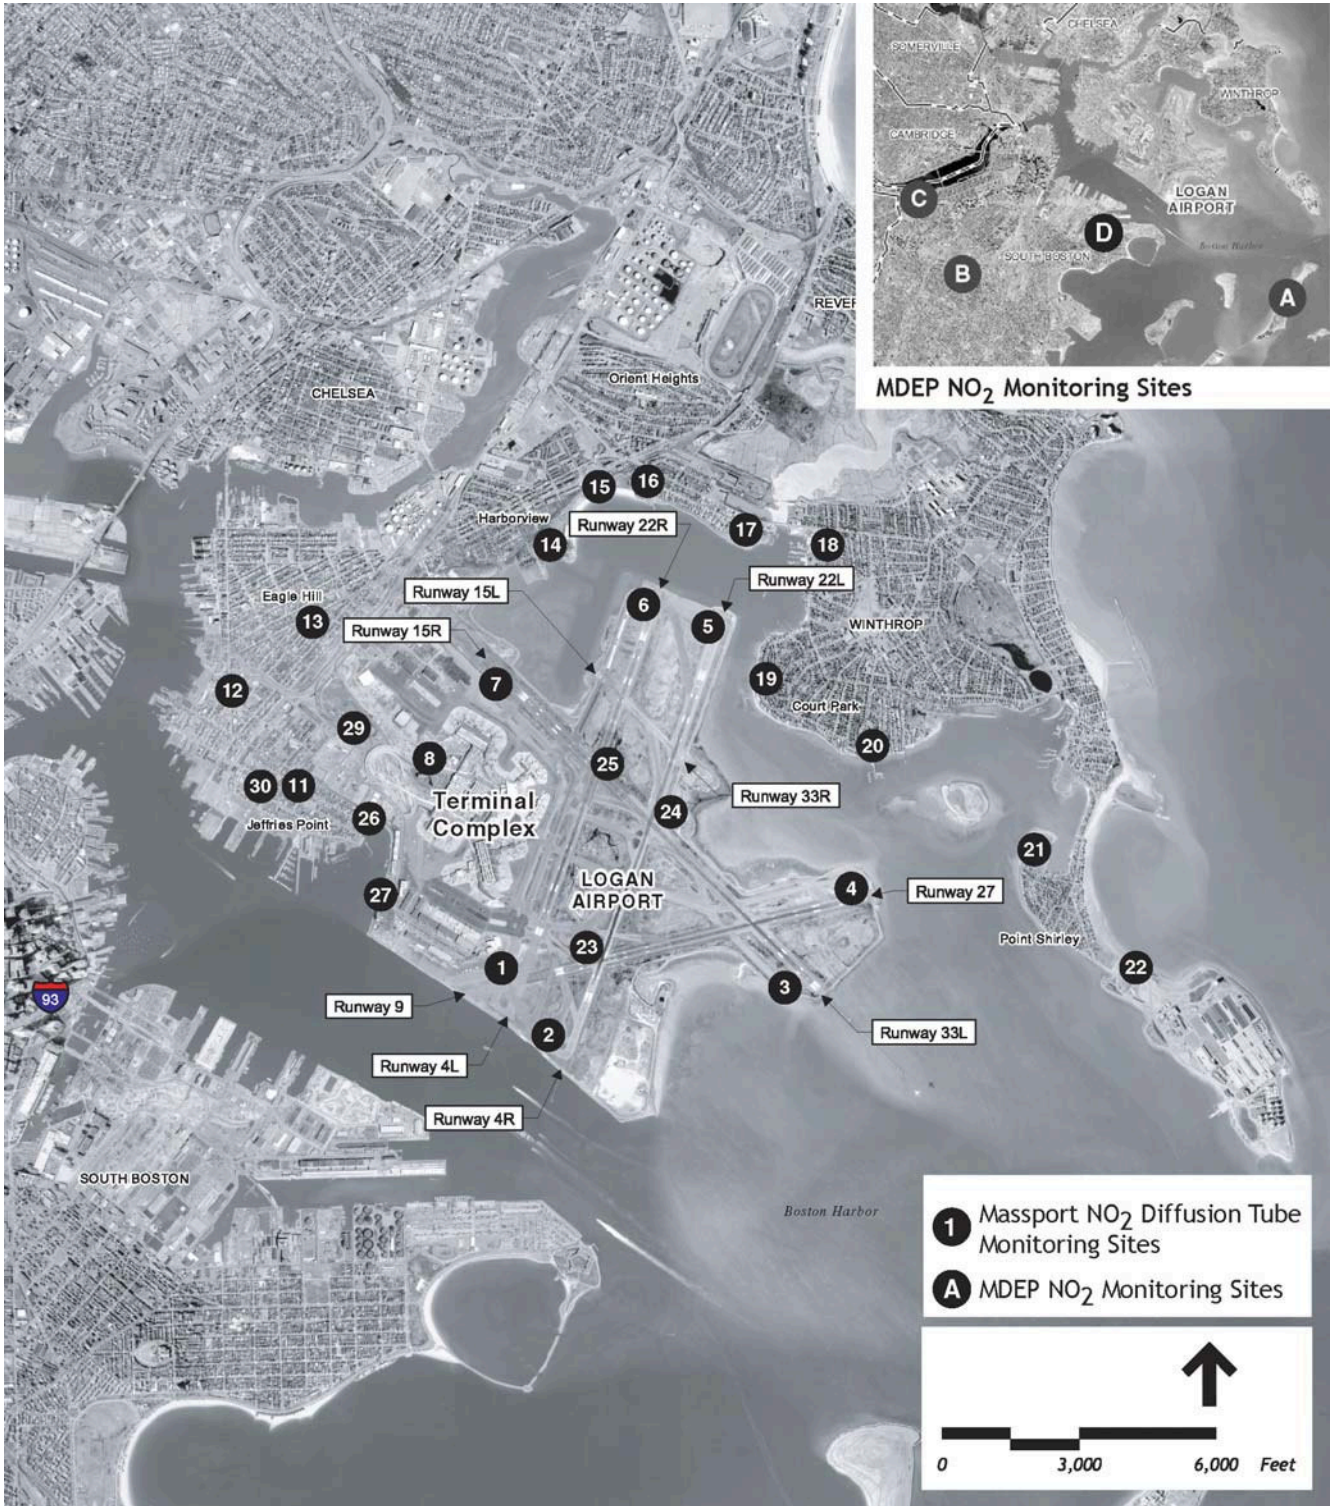 CHELSEA
SOMERVILLE
WINTHROP
CAMBRIDGE
C
LOGAN
AIRPORT
D
Boston Harbor
SOUTH BOSTON
B
A
MDEP NO2 Monitoring Sites
REVER
Orient Heights
CHELSEA
15
16
Harborview
Runway 22R
17
14
18
Runway 22L
Runway 15L
Eagle Hill
6
13
5
WINTHROP
Runway 15R
19
7
12
Court Park
29
20
8
25
30
11
Runway 33R
Terminal
Complex
24
26
Jeffries Point
21
LOGAN
AIRPORT
4
Runway 27
27
Point Shirley
23
1
22
3
93
Runway 9
2
Runway 33L
Runway 4L
Runway 4R
SOUTH BOSTON
Boston Harbor
1 Massport NO2 Diffusion Tube
Monitoring Sites
A MDEP NO2 Monitoring Sites
0 3,000 6,000 Feet